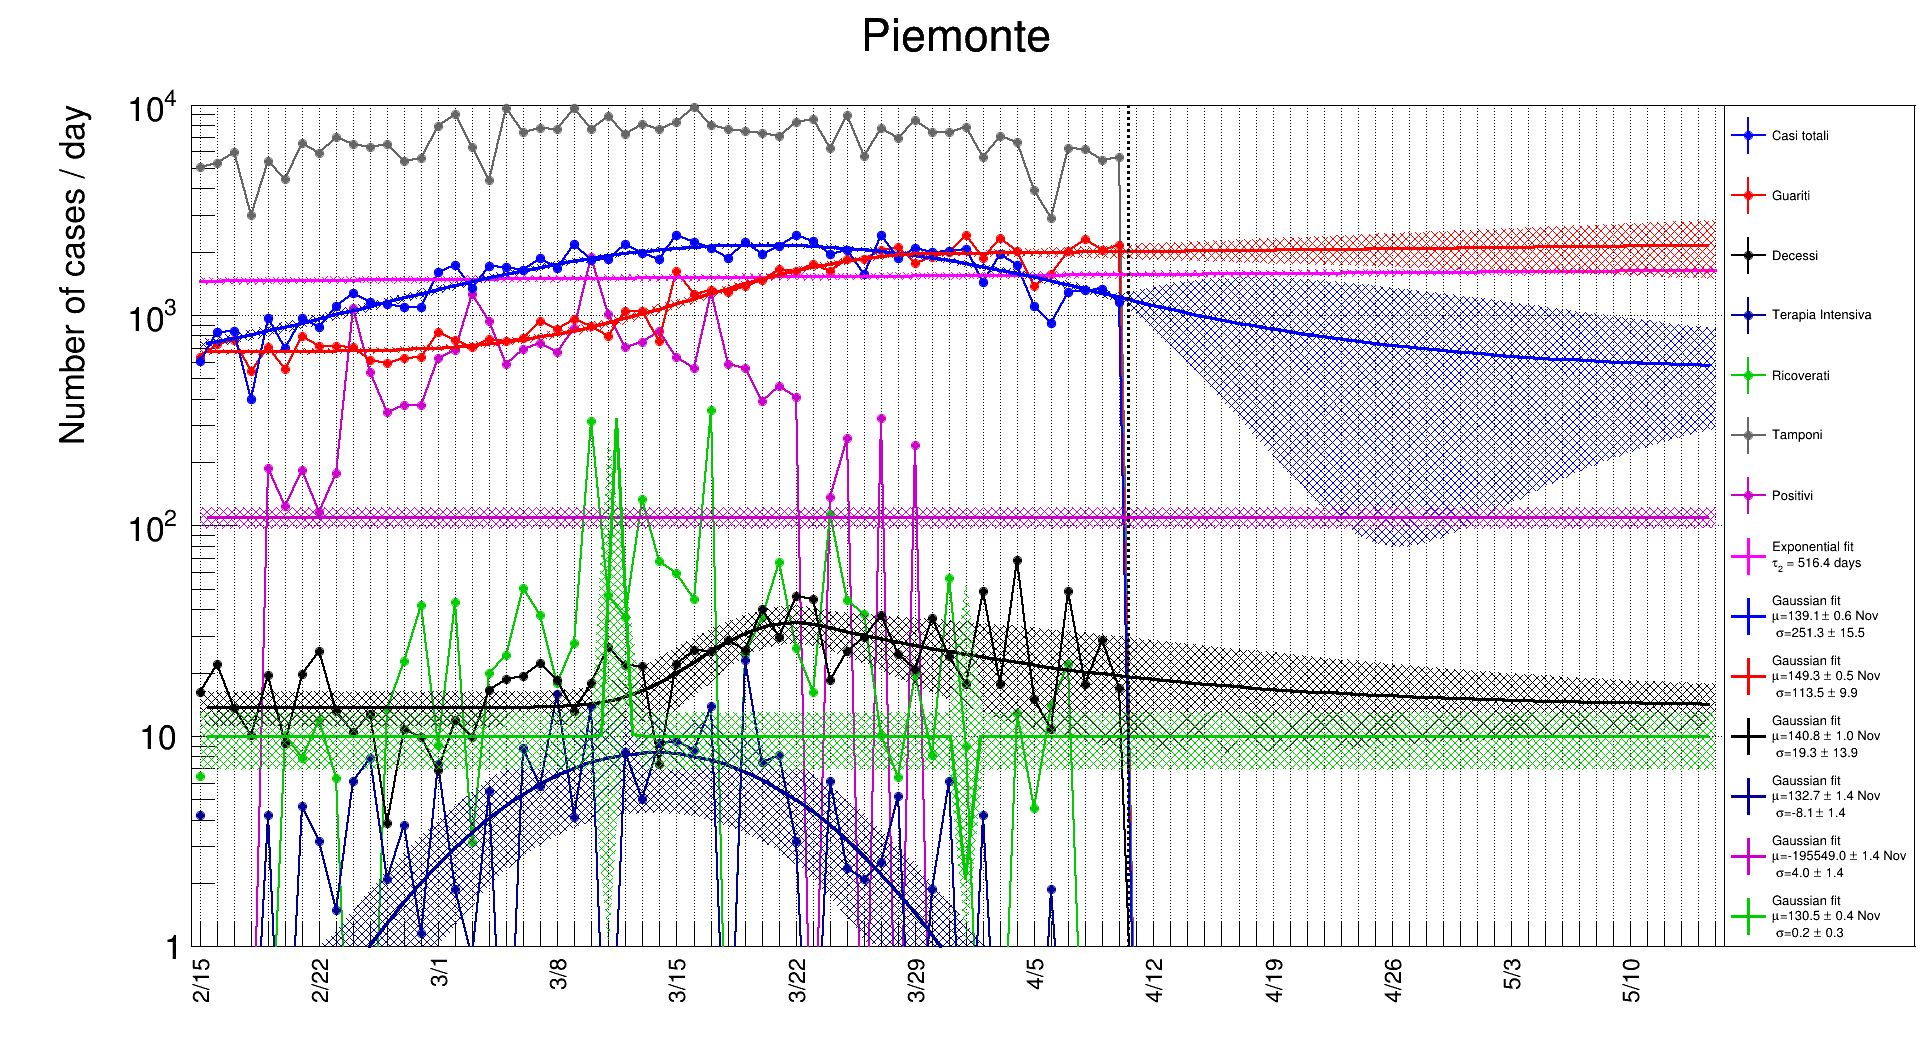 Piemonte
Number of cases / day
10⁴
10³
10²
10
1
2/15
2/22
3/1
3/8
3/15
3/22
3/29
4/5
4/12
4/19
4/26
5/3
5/10
Casi totali
Guariti
Decessi
Terapia Intensiva
Ricoverati
Tamponi
Positivi
Exponential fit
τ₂ = 516.4 days
Gaussian fit
μ=139.1 ± 0.6 Nov
σ=251.3 ± 15.5
Gaussian fit
μ=149.3 ± 0.5 Nov
σ=113.5 ± 9.9
Gaussian fit
μ=140.8 ± 1.0 Nov
σ=19.3 ± 13.9
Gaussian fit
μ=132.7 ± 1.4 Nov
σ=-8.1 ± 1.4
Gaussian fit
μ=-195549.0 ± 1.4 Nov
σ=4.0 ± 1.4
Gaussian fit
μ=130.5 ± 0.4 Nov
σ=0.2 ± 0.3